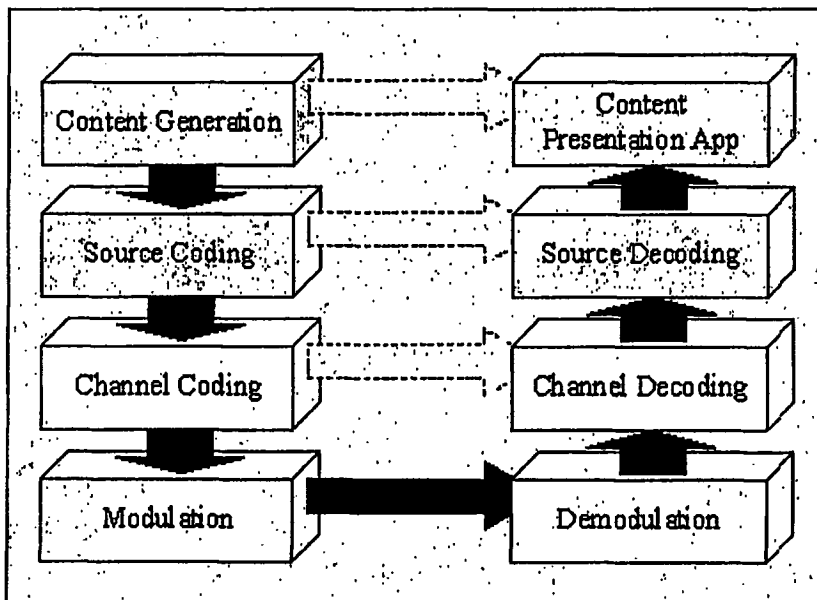 Content Generation
Content
Presentation App
Source Coding
Source Decoding
Channel Coding
Channel Decoding
Modulation
Demodulation